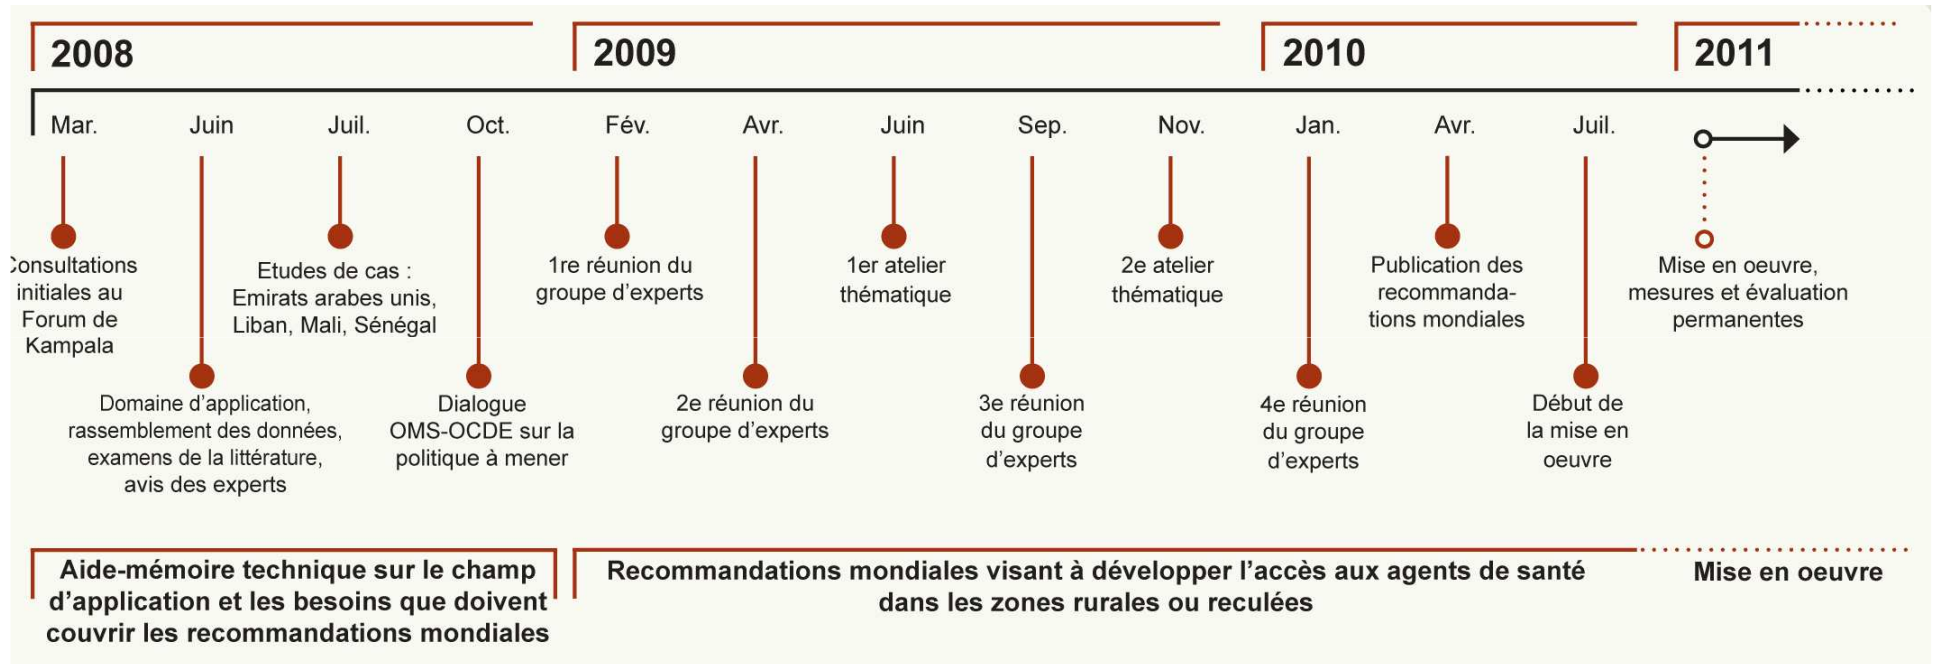 2008
2009
2010
2011
Mar.
Juin
Juil.
Oct.
Fév.
Avr.
Juin
Sep.
Nov.
Jan.
Avr.
Juil.
Consultations
initiales au
Forum de
Kampala
Domaine d'application,
rassemblement des données,
examens de la littérature,
avis des experts
Etudes de cas :
Emirats arabes unis,
Liban, Mali, Sénégal
Dialogue
OMS-OCDE sur la
politique à mener
1re réunion du
groupe d'experts
2e réunion du
groupe d'experts
1er atelier
thématique
3e réunion
du groupe
d'experts
2e atelier
thématique
4e réunion
du groupe
d'experts
Publication des
recommanda-
tions mondiales
Début de
la mise en
oeuvre
Mise en oeuvre,
mesures et évaluation
permanentes
Aide-mémoire technique sur le champ
d'application et les besoins que doivent
couvrir les recommandations mondiales
Recommandations mondiales visant à développer l'accès aux agents de santé
dans les zones rurales ou reculées
Mise en oeuvre